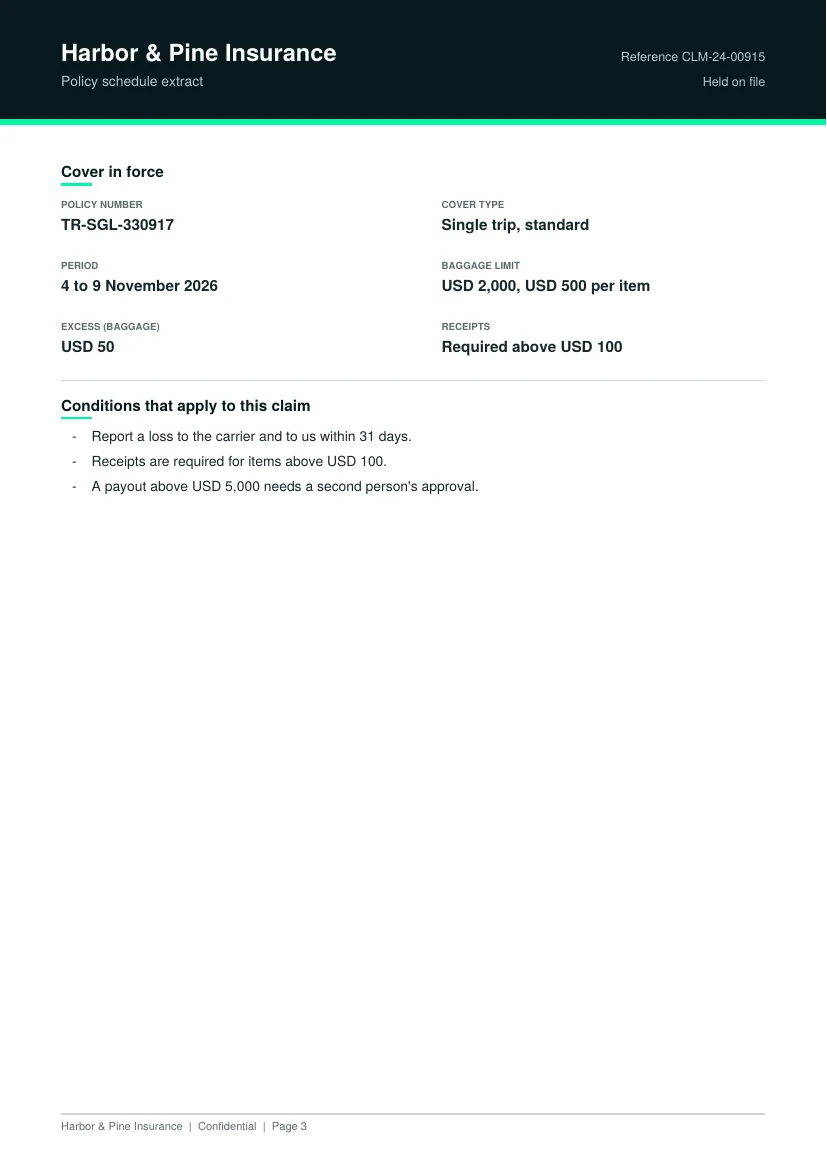 Harbor & Pine Insurance
Policy schedule extract
Reference CLM-24-00915
Held on file
Cover in force
POLICY NUMBER
TR-SGL-330917
COVER TYPE
Single trip, standard
PERIOD
4 to 9 November 2026
BAGGAGE LIMIT
USD 2,000, USD 500 per item
EXCESS (BAGGAGE)
USD 50
RECEIPTS
Required above USD 100
Conditions that apply to this claim
- Report a loss to the carrier and to us within 31 days.
- Receipts are required for items above USD 100.
- A payout above USD 5,000 needs a second person's approval.
Harbor & Pine Insurance | Confidential | Page 3